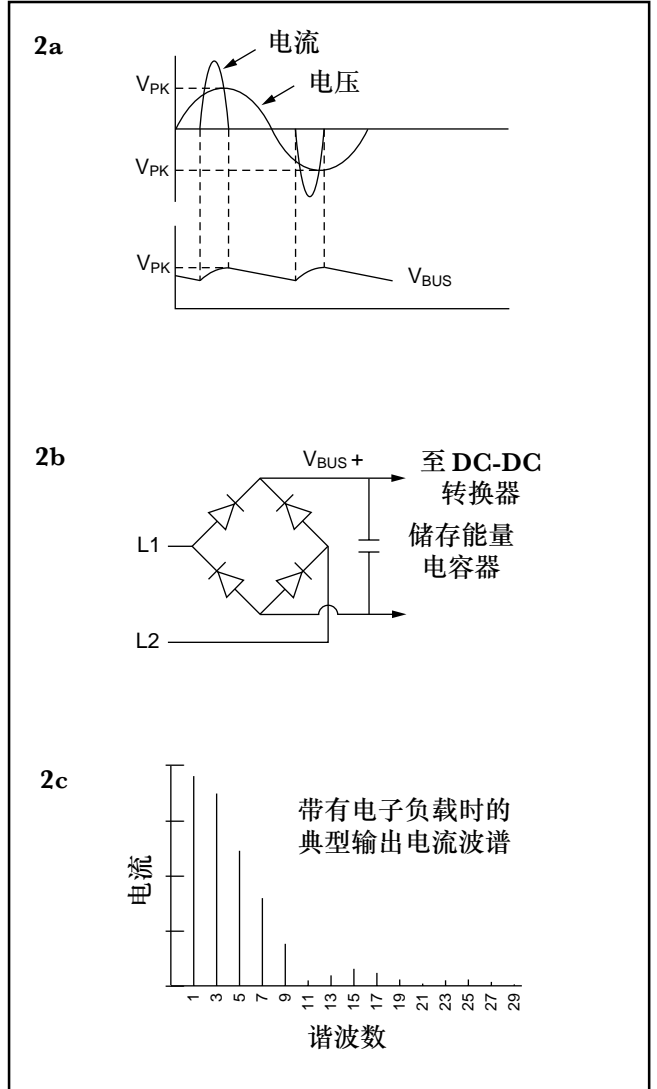 2a
电流
电压
VPK
VPK
VPK
VBUS
2b
VBUS +
至 DC-DC
转换器
L1
储存能量
电容器
L2
2c
带有电子负载时的
典型输出电流波谱
电流
1 3 5 7 9 11 13 15 17 19 21 23 25 27 29
谐波数